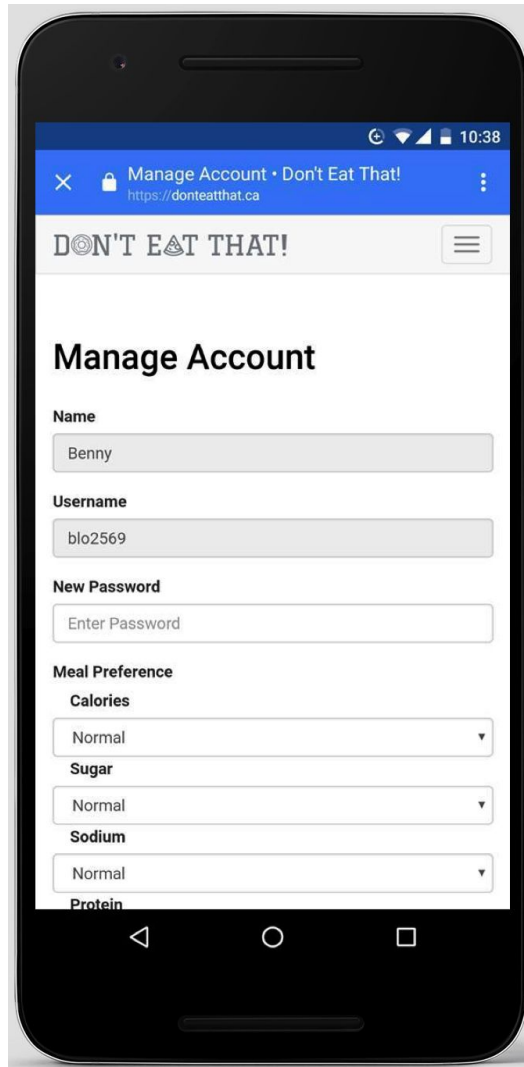 10:38
Manage Account • Don't Eat That!
https://donteatthat.ca
DON'T EAT THAT!
Manage Account
Name
Benny
Username
blo2569
New Password
Enter Password
Meal Preference
Calories
Normal
Sugar
Normal
Sodium
Normal
Protein